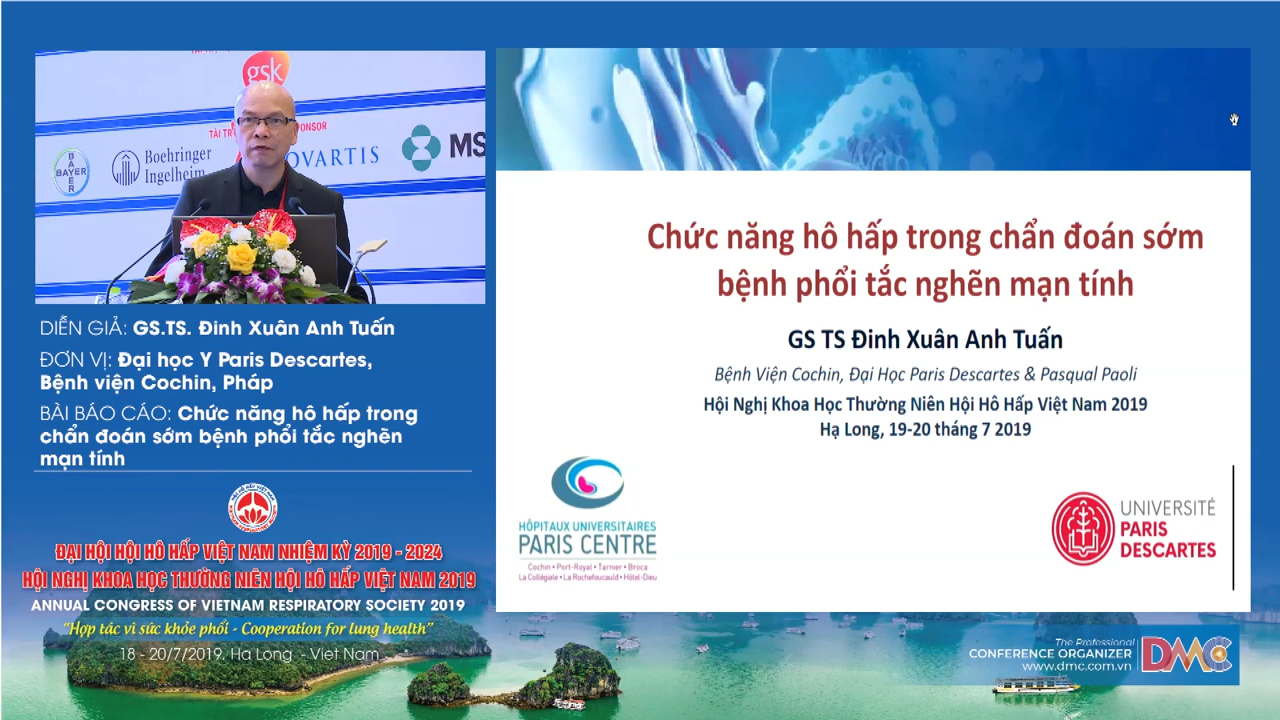 gsk
TÀI TR
PONSOR
BAYER
BAYER
Boehringer
Ingelheim
OVARTIS
MS
DIỄN GIẢ: GS.TS. Đinh Xuân Anh Tuấn
ĐƠN VỊ: Đại học Y Paris Descartes,
Bệnh viện Cochin, Pháp
BÀI BÁO CÁO: Chức năng hô hấp trong
chẩn đoán sớm bệnh phổi tắc nghẽn
mạn tính
ĐẠI HỘI HỘI HÔ HẤP VIỆT NAM NHIỆM KỲ 2019 - 2024
HỘI NGHỊ KHOA HỌC THƯỜNG NIÊN HỘI HÔ HẤP VIỆT NAM 2019
ANNUAL CONGRESS OF VIETNAM RESPIRATORY SOCIETY 2019
"Hợp tác vì sức khỏe phổi - Cooperation for lung health"
18 - 20/7/2019. Ha Long - Viet Nam
Chức năng hô hấp trong chẩn đoán sớm
bệnh phổi tắc nghẽn mạn tính
GS TS Đinh Xuân Anh Tuấn
Bệnh Viện Cochin, Đại Học Paris Descartes & Pasqual Paoli
Hội Nghị Khoa Học Thường Niên Hội Hô Hấp Việt Nam 2019
Hạ Long, 19-20 tháng 7 2019
HÔPITAUX UNIVERSITAIRES
PARIS CENTRE
Cochin • Port-Royal • Tarnier • Broca
La Collégiale • La Rochefoucauld • Hôtel-Dieu
UNIVERSITÉ
PARIS
DESCARTES
The Professional
CONFERENCE ORGANIZER
www.dmc.com.vn
DMC